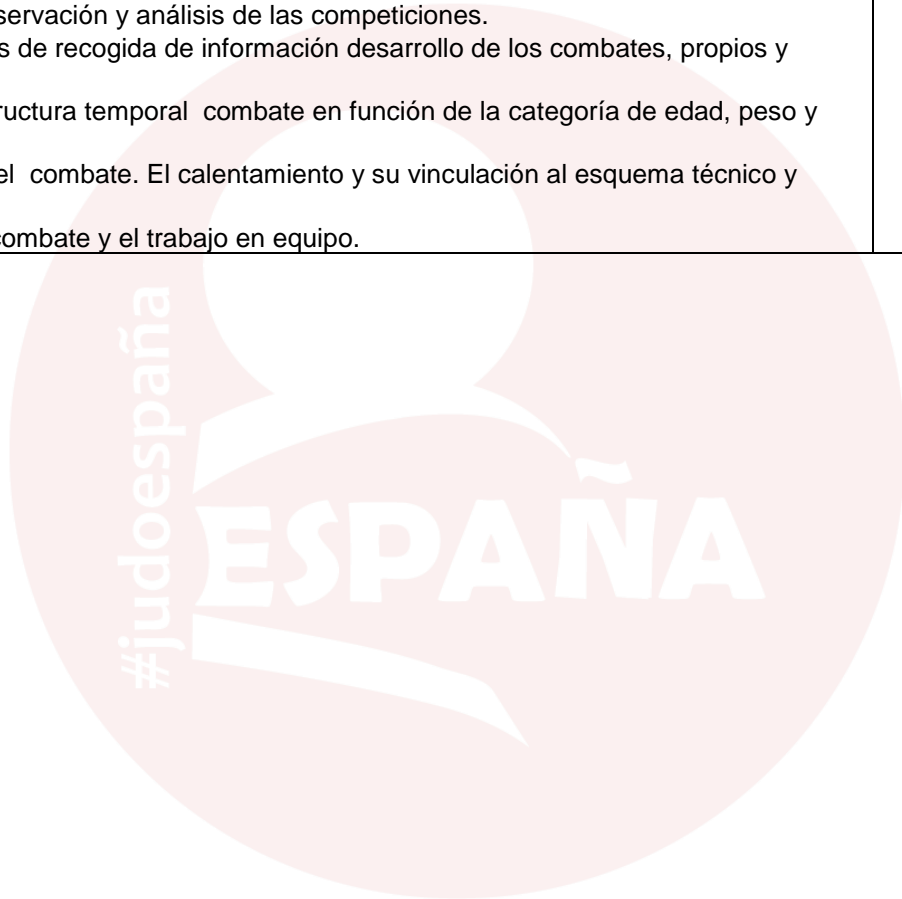 servación y análisis de las competiciones.
s de recogida de información desarrollo de los combates, propios y
ructura temporal combate en función de la categoría de edad, peso y
el combate. El calentamiento y su vinculación al esquema técnico y
combate y el trabajo en equipo.
#judoespaña
ESPAÑA